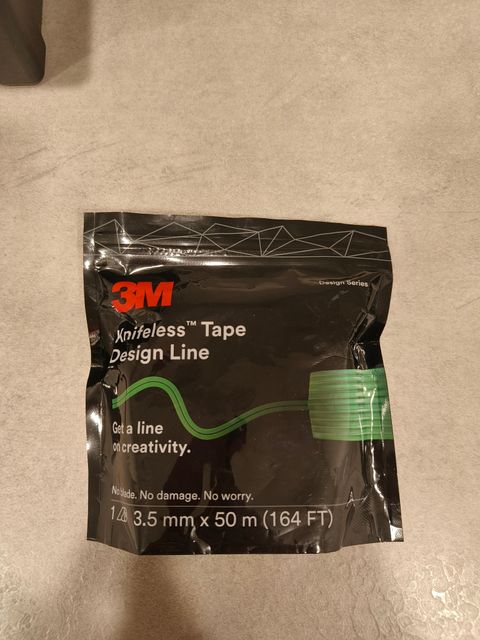 Design Series
3M
Knifeless™ Tape
Design Line
Get a line
on creativity.
No blade. No damage. No worry.
3.5 mm x 50 m (164 FT)